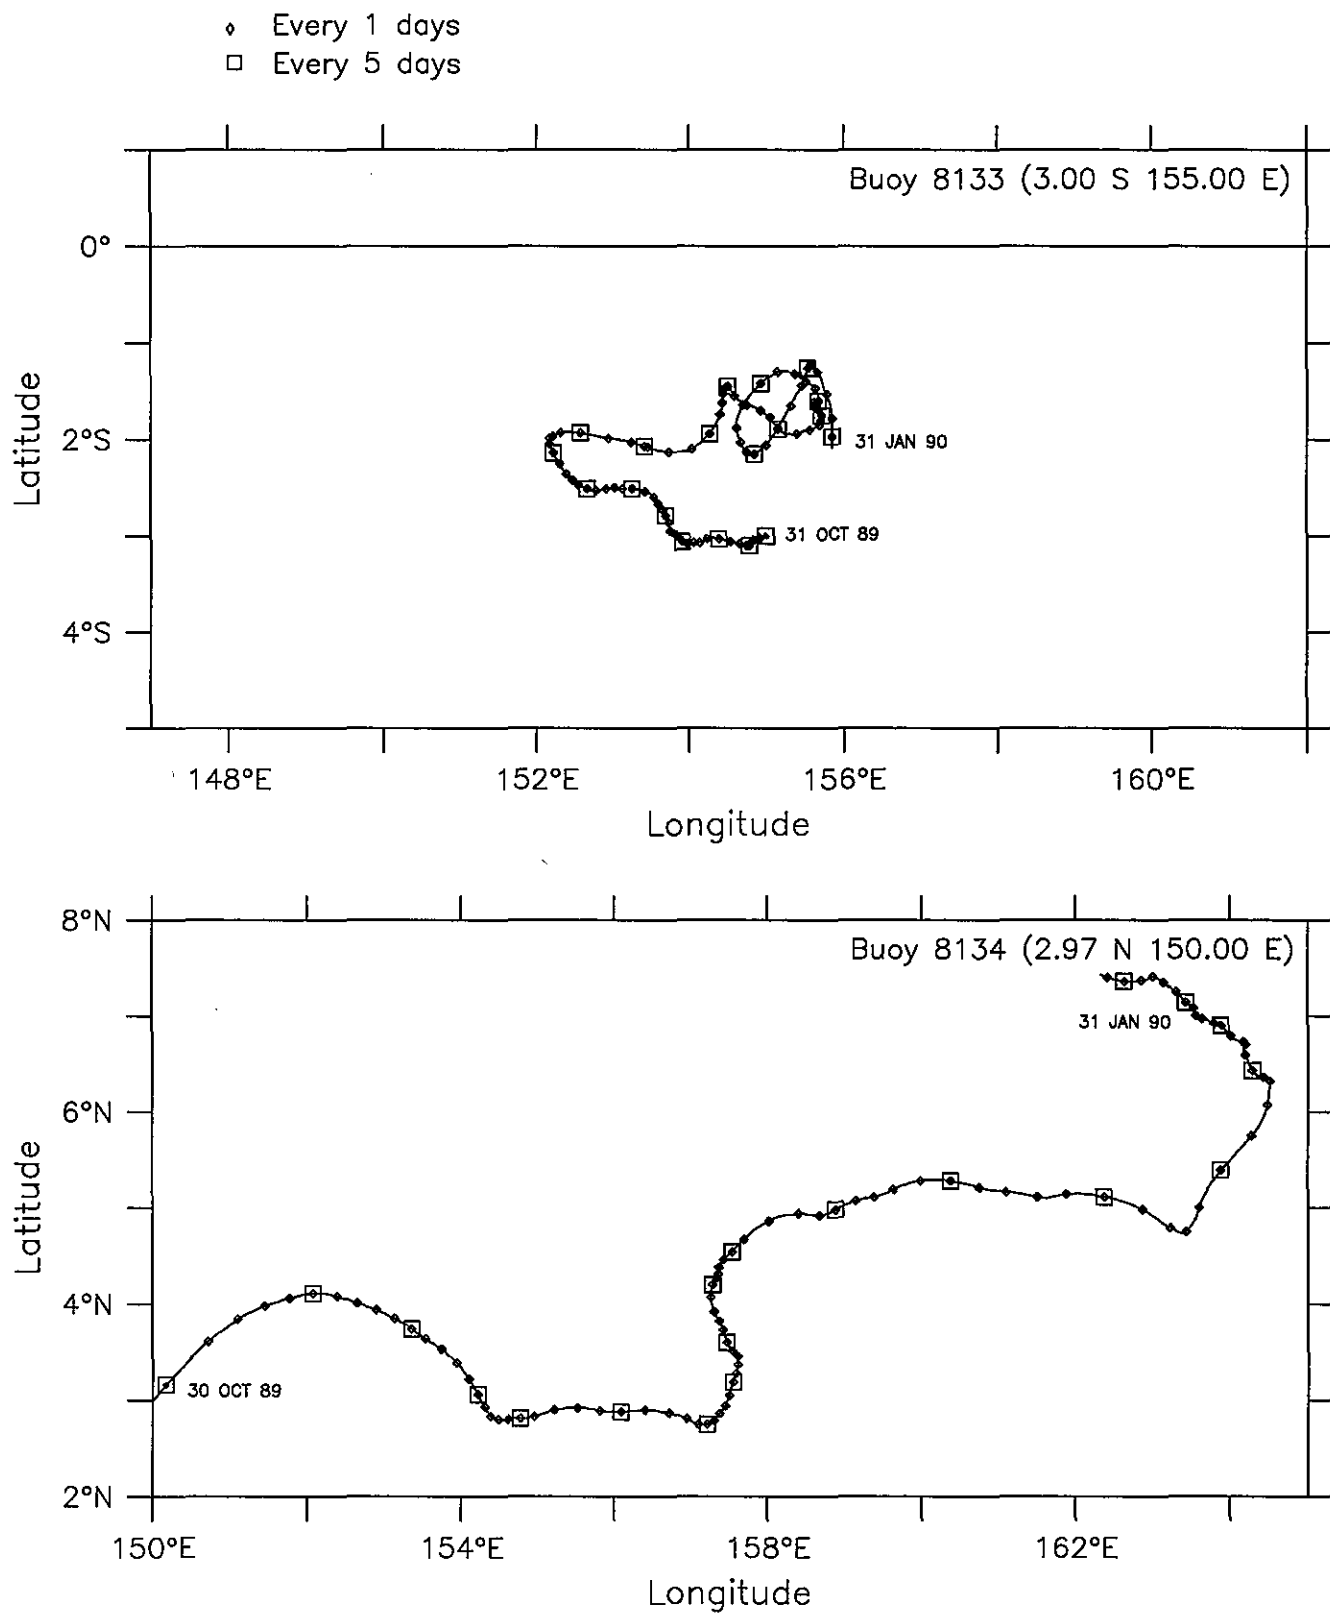 Every 1 days
Every 5 days
Buoy 8133 (3.00 S 155.00 E)
0°
2°S
31 JAN 90
31 OCT 89
4°S
Latitude
148°E 152°E 156°E 160°E
Longitude
8°N
Buoy 8134 (2.97 N 150.00 E)
31 JAN 90
6°N
Latitude
4°N
30 OCT 89
2°N
150°E 154°E 158°E 162°E
Longitude